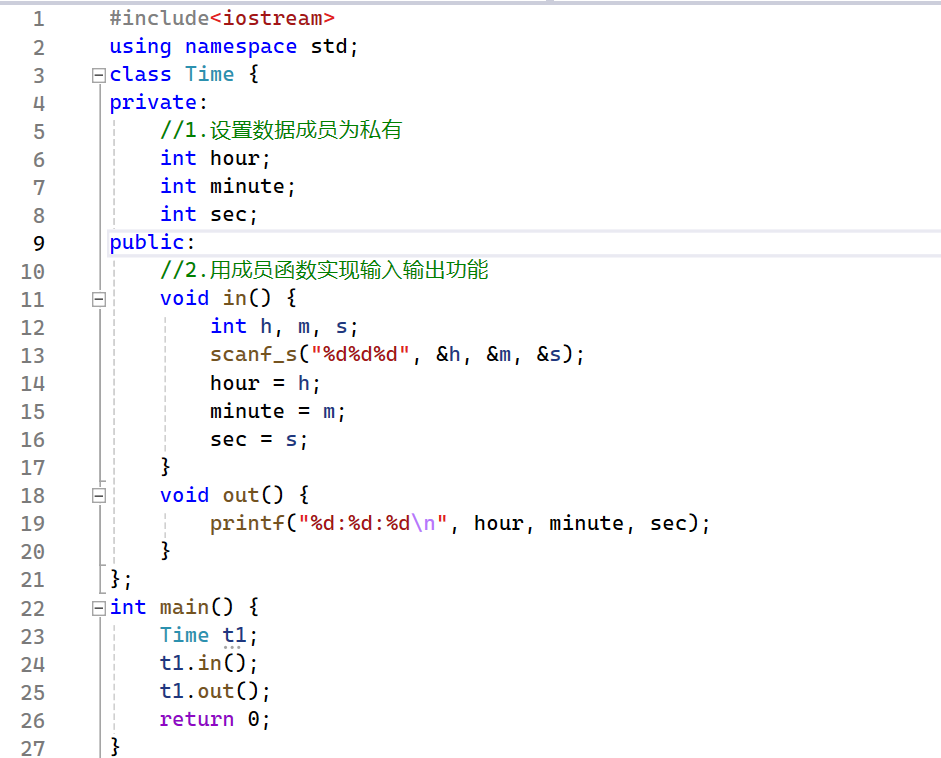 1 #include<iostream>
2 using namespace std;
3 class Time {
4 private:
5 //1.设置数据成员为私有
6 int hour;
7 int minute;
8 int sec;
9 public:
10 //2.用成员函数实现输入输出功能
11 void in() {
12 int h, m, s;
13 scanf_s("%d%d%d", &h, &m, &s);
14 hour = h;
15 minute = m;
16 sec = s;
17 }
18 void out() {
19 printf("%d:%d:%d\n", hour, minute, sec);
20 }
21 };
22 int main() {
23 Time t1;
24 t1.in();
25 t1.out();
26 return 0;
27 }